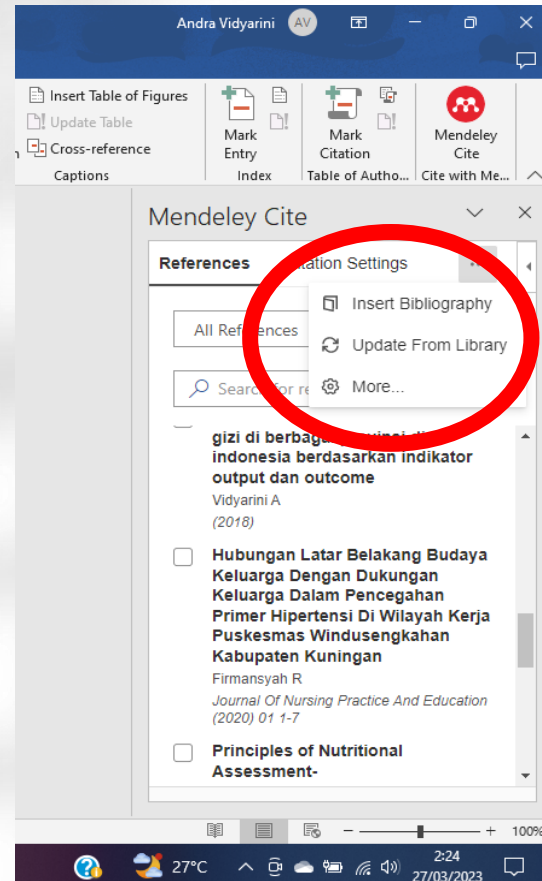 Andra Vidyarini AV
Insert Table of Figures
Update Table
Cross-reference
Captions
Mark
Entry
Index
Mark
Citation
Table of Autho...
Mendeley
Cite
Cite with Me...
Mendeley Cite
References
Settings
Insert Bibliography
Update From Library
More...
All References
Search for
gizi di
indonesia berdasarkan indikator
output dan outcome
Vidyarini A
(2018)
Hubungan Latar Belakang Budaya
Keluarga Dengan Dukungan
Keluarga Dalam Pencegahan
Primer Hipertensi Di Wilayah Kerja
Puskesmas Windusengkahan
Kabupaten Kuningan
Firmansyah R
Journal Of Nursing Practice And Education
(2020) 01 1-7
Principles of Nutritional
Assessment-
100%
27°C
2:24
27/03/2023